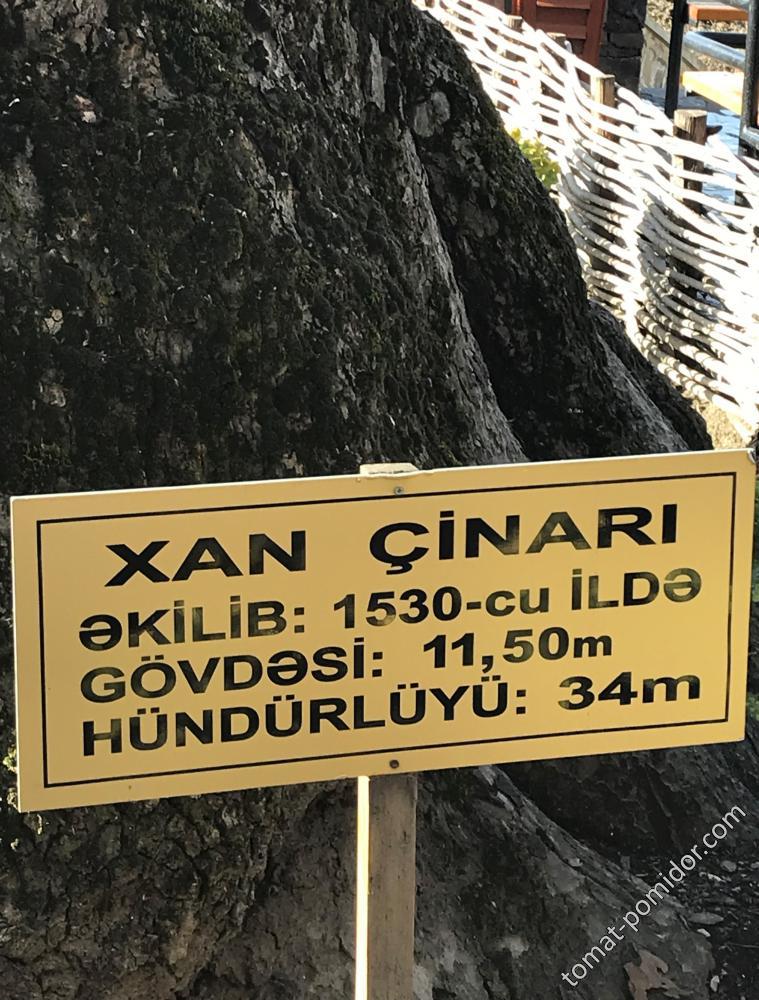 XAN ÇİNARI
ƏKİLİB: 1530-cu İLDƏ
GÖVDƏSİ: 11,50m
HÜNDÜRLÜYÜ: 34m
tomat-pomidor.com